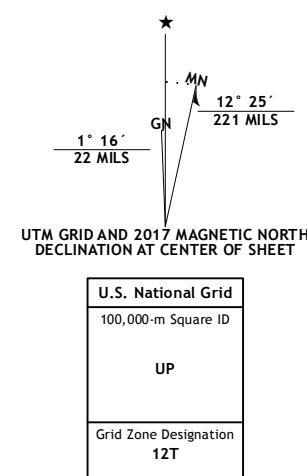 ★
MN
12° 25´
221 MILS
GN
1° 16´
22 MILS
UTM GRID AND 2017 MAGNETIC NORTH
DECLINATION AT CENTER OF SHEET
U.S. National Grid
100,000-m Square ID
UP
Grid Zone Designation
12T